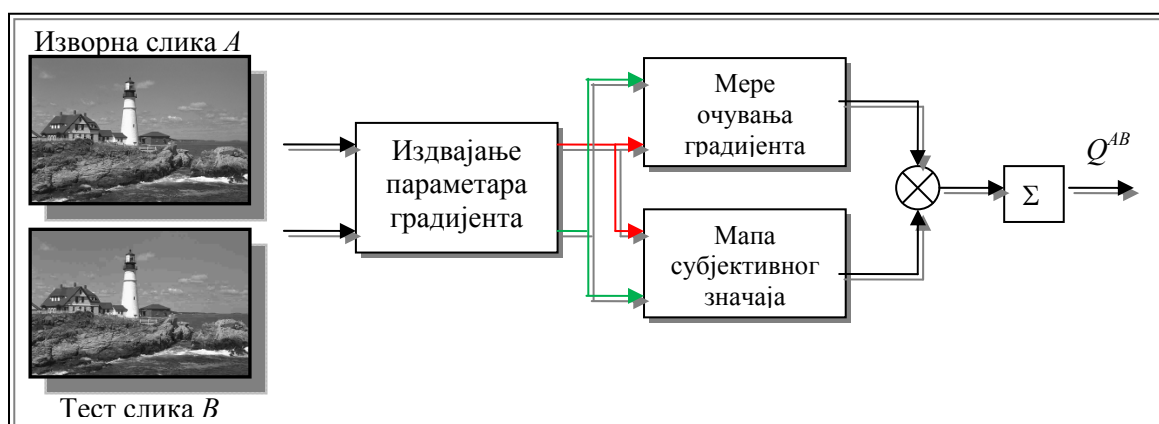 Изворна слика A
Издвајање
параметара
градијента
Мере
очувања
градијента
Мапа
субјективног
значаја
Σ
Q^AB
Тест слика B